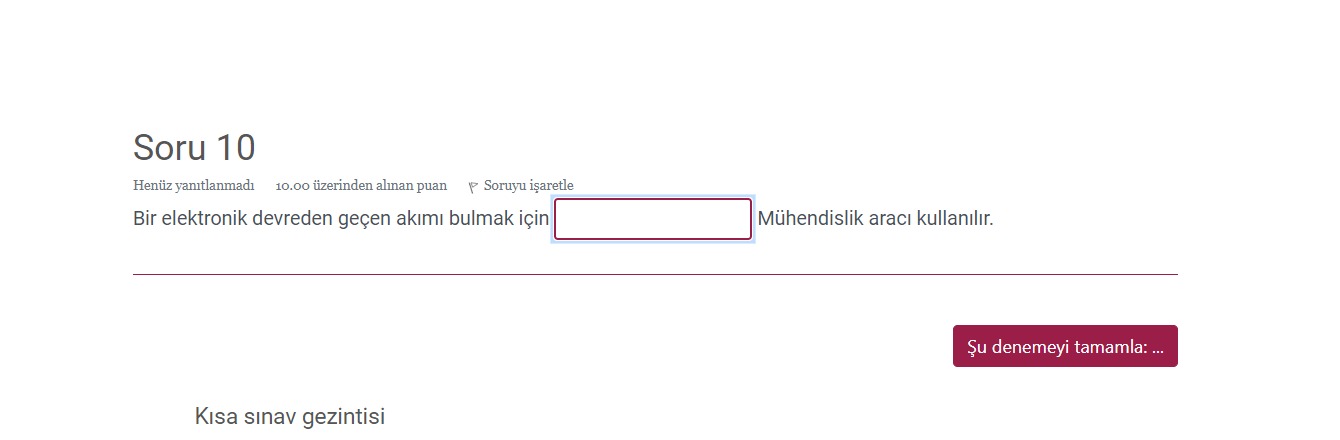 Soru 10
Henüz yanıtlanmadı 10.00 üzerinden alınan puan Soruyu işaretle
Bir elektronik devreden geçen akımı bulmak için Mühendislik aracı kullanılır.
Şu denemeyi tamamla: ...
Kısa sınav gezintisi